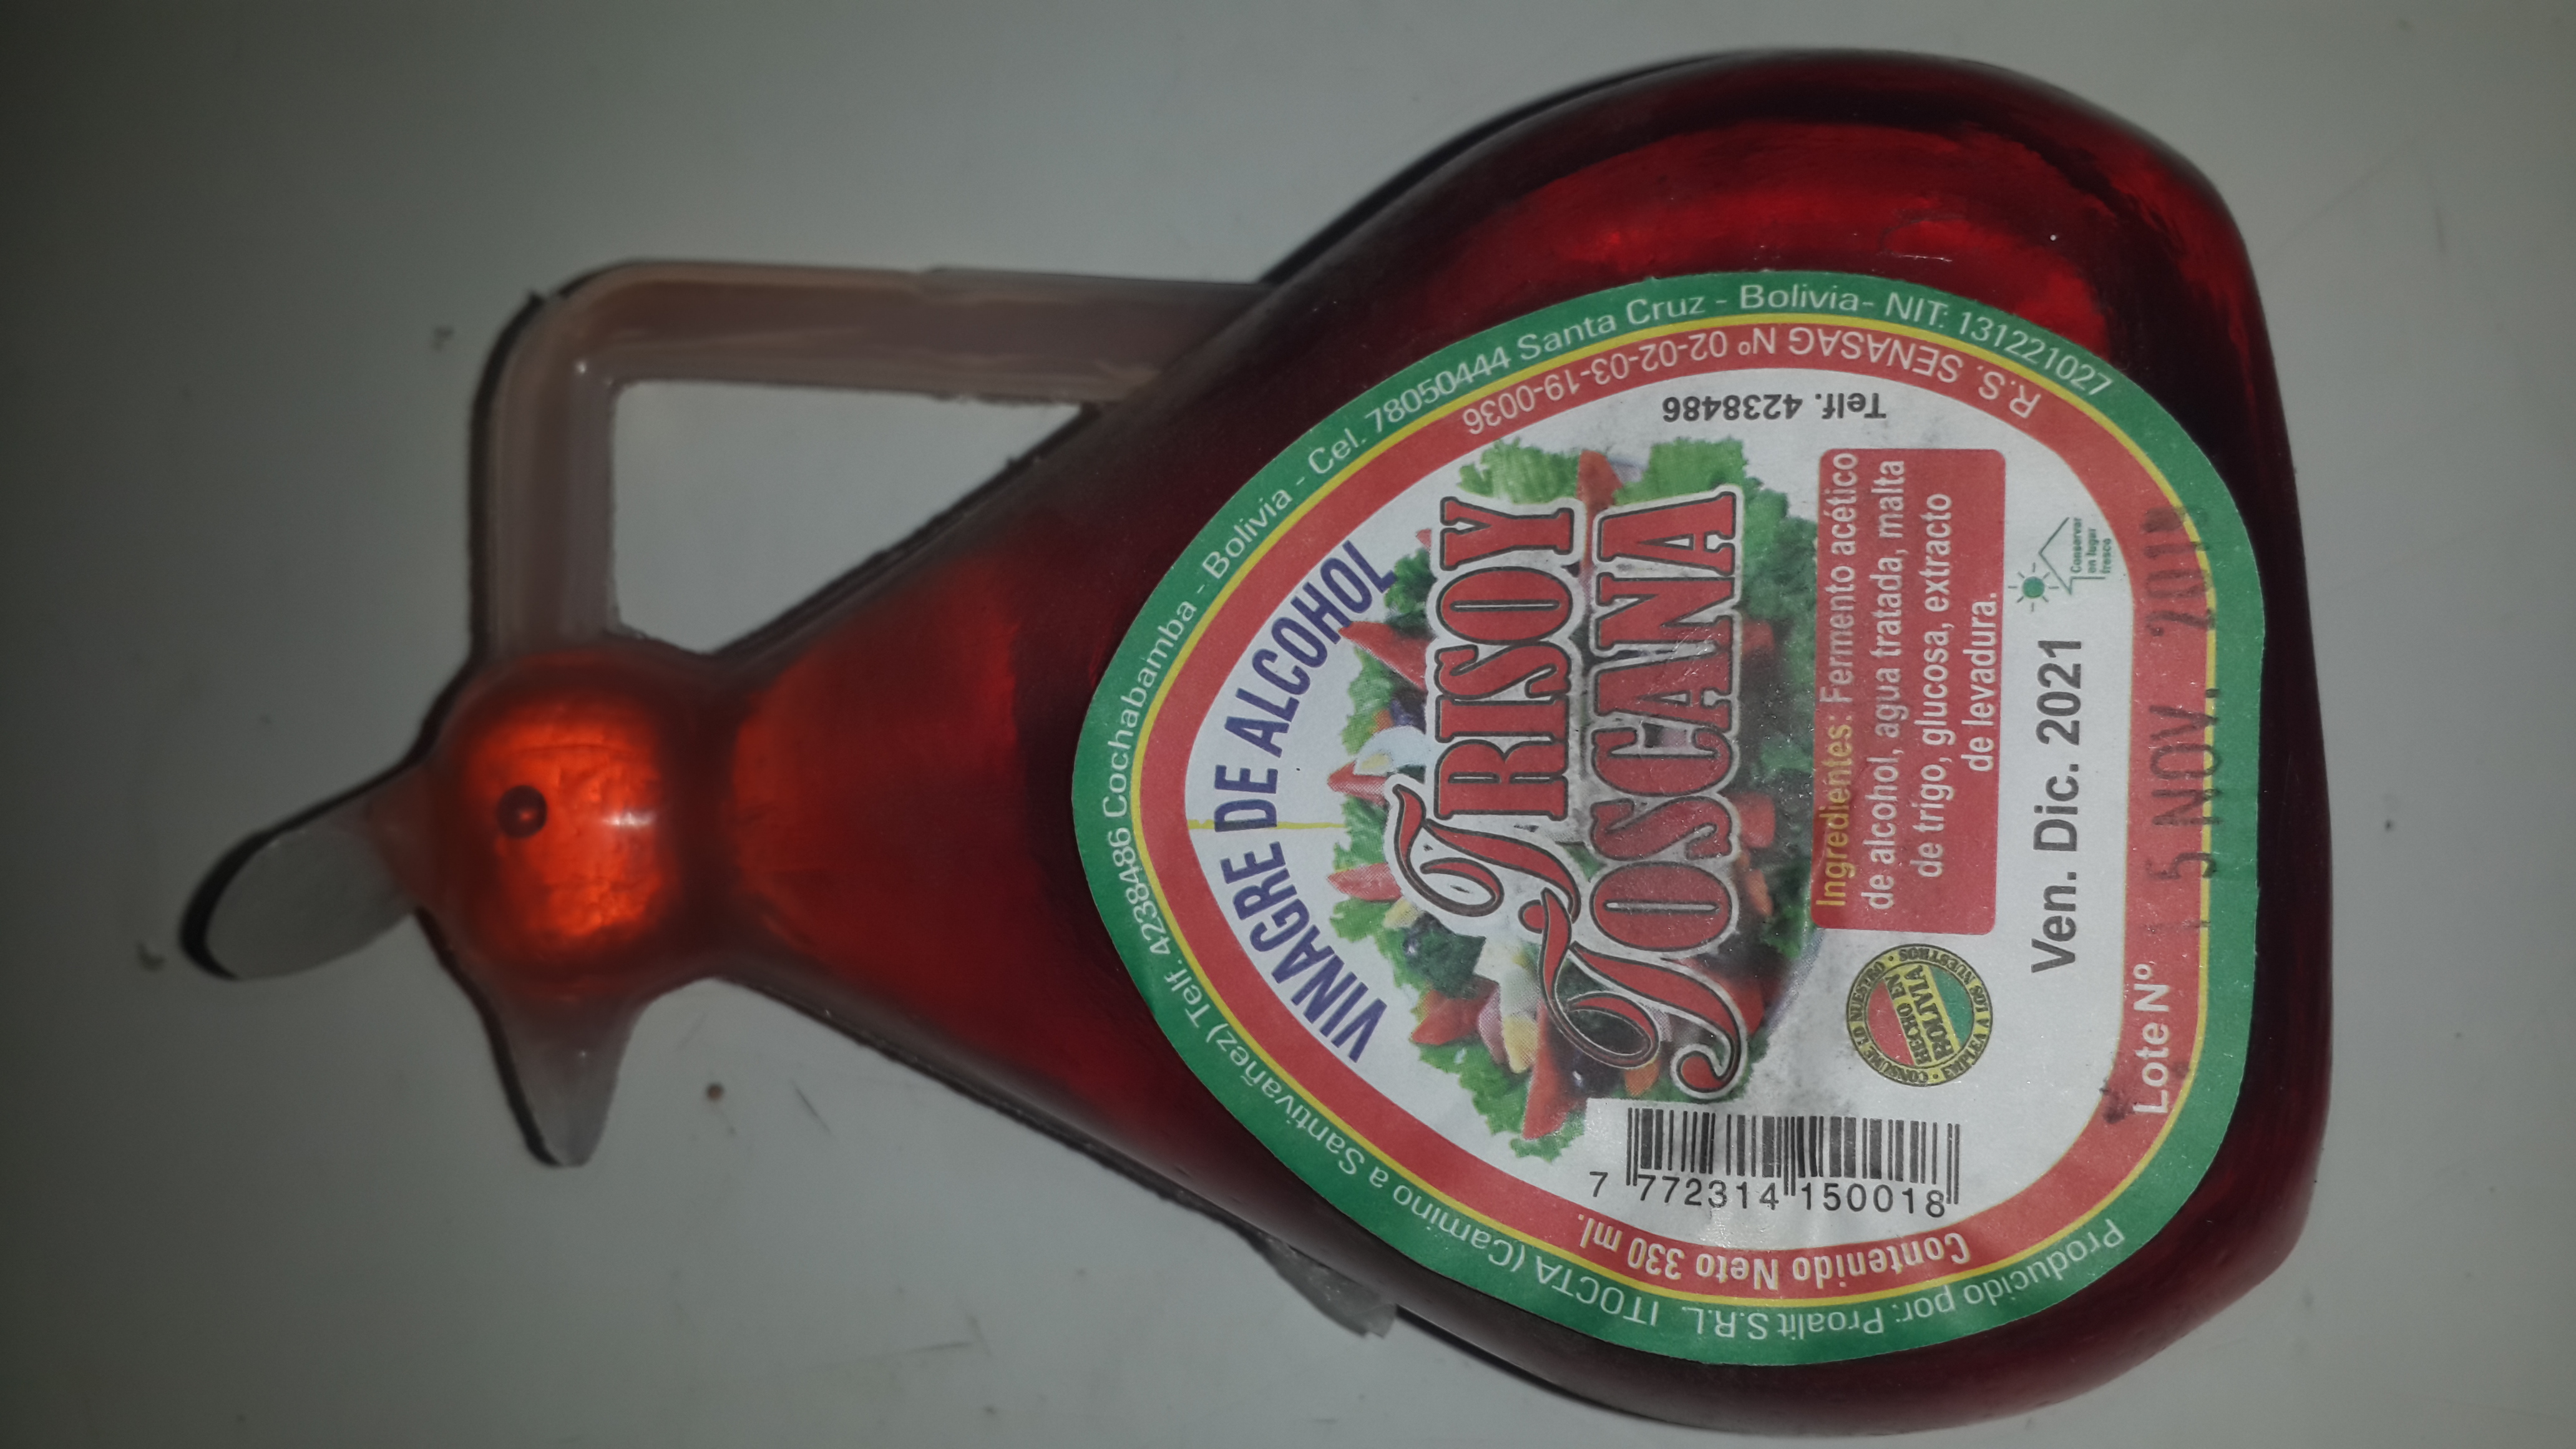 Producido por: Proalit S.R.L. ITOCTA (Camino a Santivañez) Telf. 4238486 Cochabamba - Bolivia - Cel. 78050444 Santa Cruz - Bolivia- NIT 131221027
Contenido Neto 330 ml.
R.S. SENASAG Nº 02-02-03-19-0036
VINAGRE DE ALCOHOL
TRISOY
TOSCANA
7 772314 150018
Telf. 4238486
CONSUME LO NUESTRO
HECHO EN
BOLIVIA
EMPLEA A LOS NUESTROS
Ingredientes: Fermento acético
de alcohol, agua tratada, malta
de trigo, glucosa, extracto
de levadura.
Ven. Dic. 2021
Conservar
en lugar
fresco
Lote Nº 15 NOV. 2019